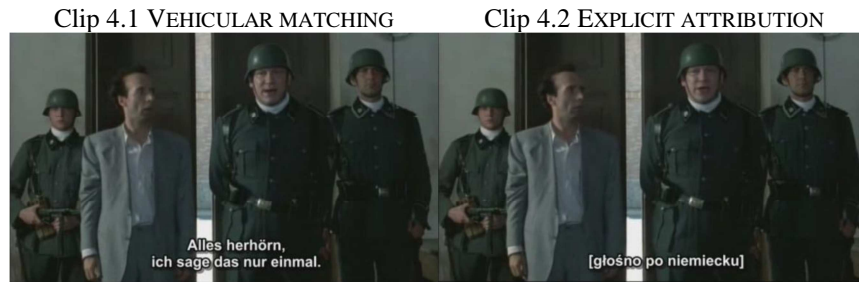 Clip 4.1 VEHICULAR MATCHING
Clip 4.2 EXPLICIT ATTRIBUTION
Alles herhörn,
ich sage das nur einmal.
[głośno po niemiecku]